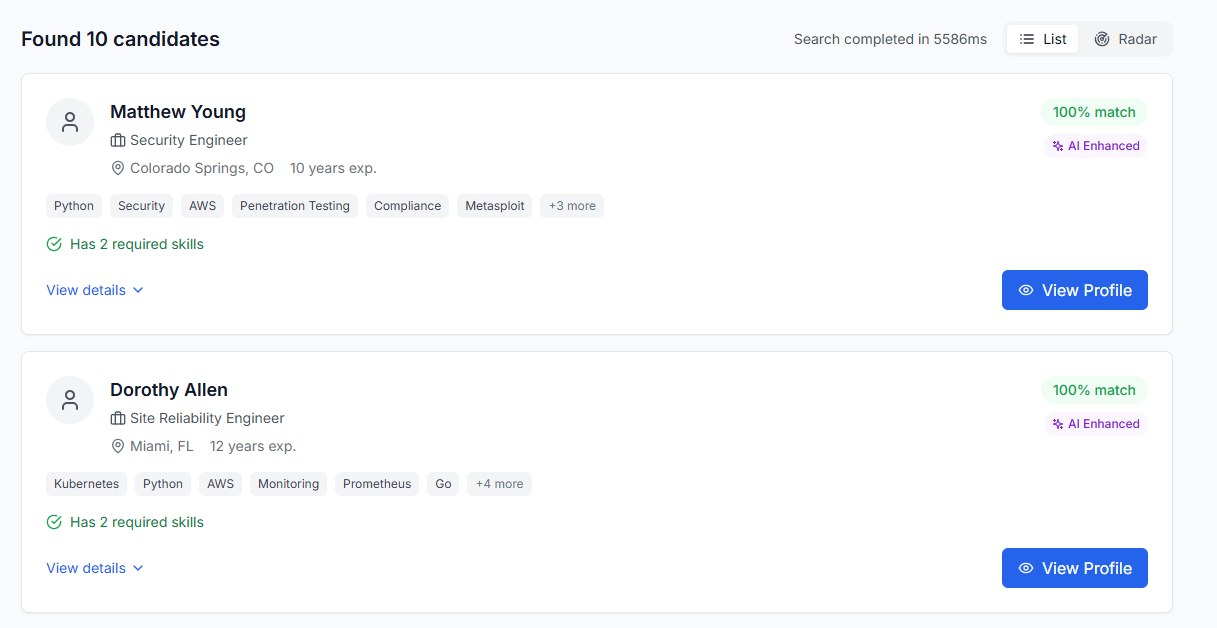 Found 10 candidates
Search completed in 5586ms
List
Radar
Matthew Young
100% match
Security Engineer
AI Enhanced
Colorado Springs, CO 10 years exp.
Python Security AWS Penetration Testing Compliance Metasploit +3 more
Has 2 required skills
View details
View Profile
Dorothy Allen
100% match
Site Reliability Engineer
AI Enhanced
Miami, FL 12 years exp.
Kubernetes Python AWS Monitoring Prometheus Go +4 more
Has 2 required skills
View details
View Profile